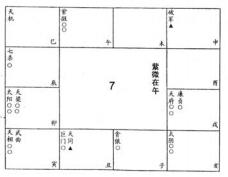 天机
巳
紫微○○
午
未
破军▲
申
七杀○
辰
7
紫微在午
酉
太阳○○
天梁○○
卯
天府○○
廉贞○
戌
天相○○
武曲
寅
巨门○○
天同▲
丑
贪狼○
子
太阴○○
亥